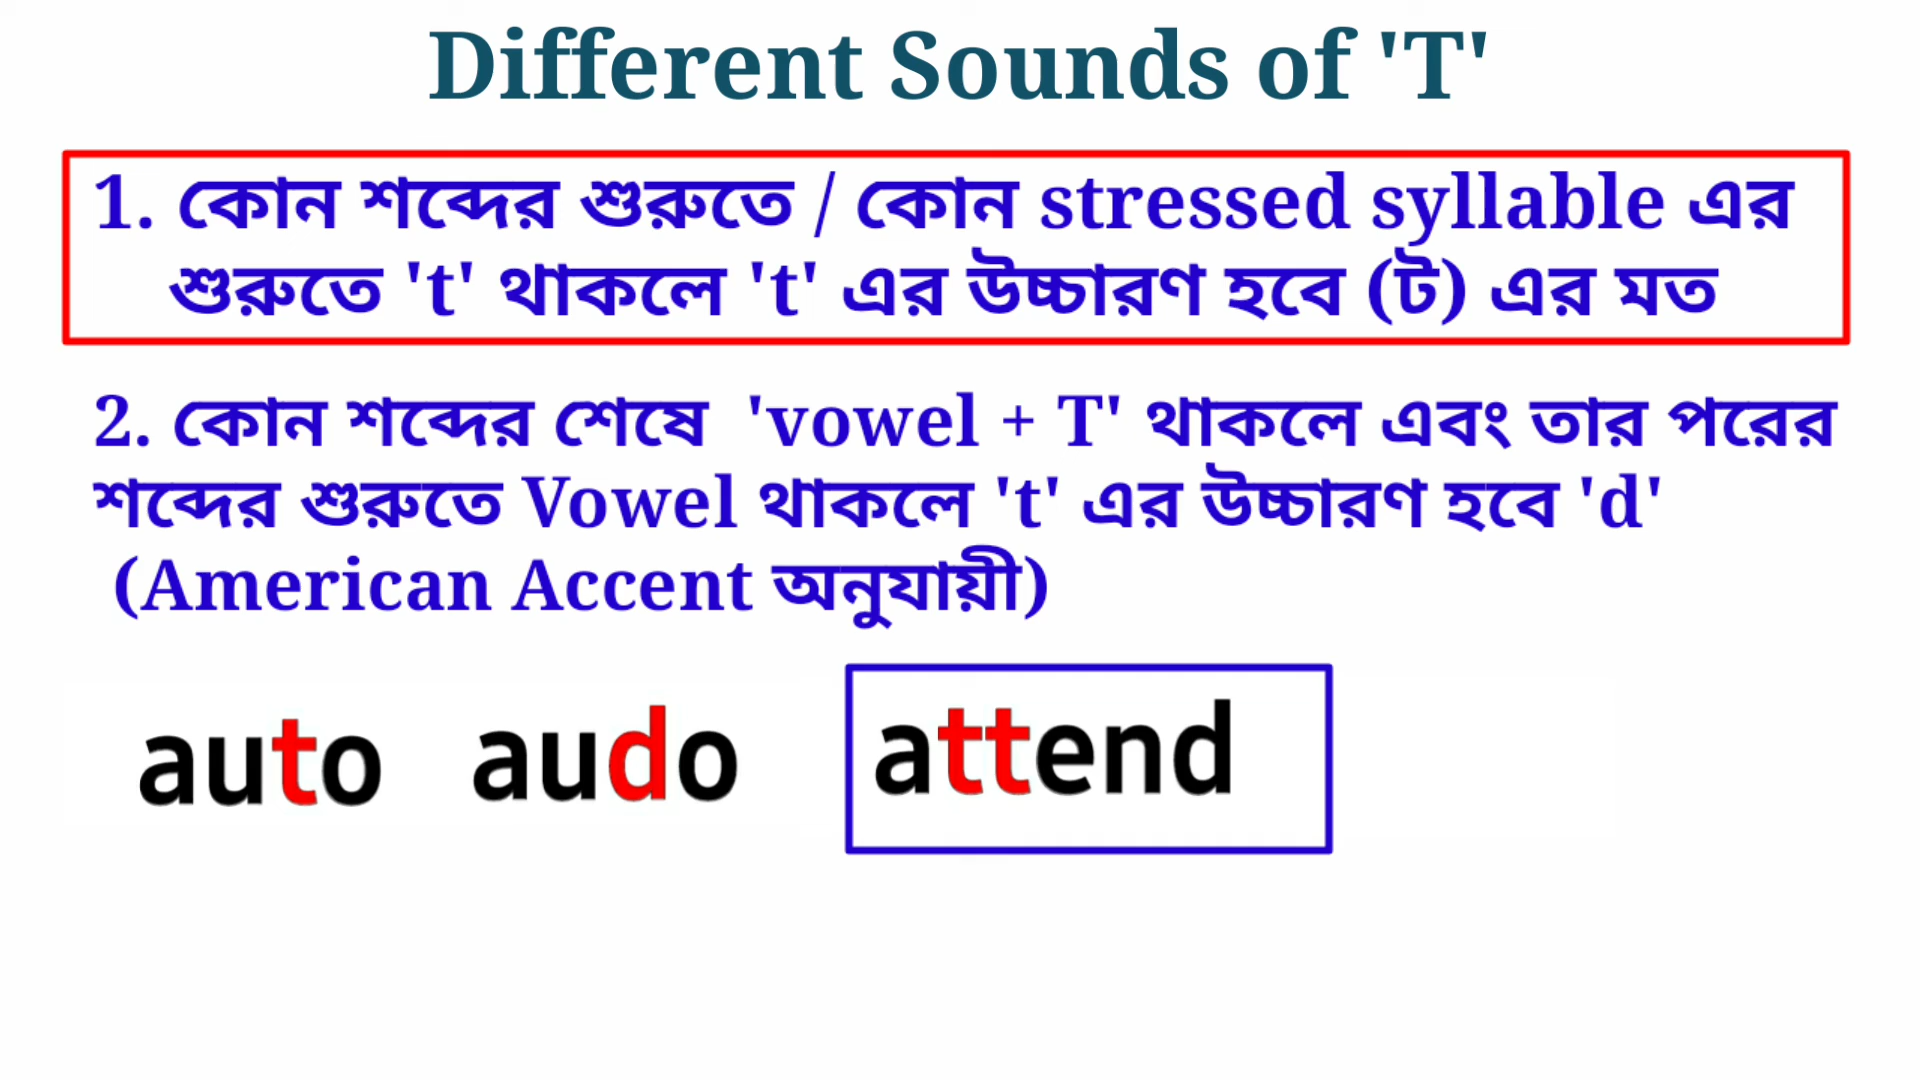 Different Sounds of 'T'
1. কোন শব্দের শুরুতে / কোন stressed syllable এর
শুরুতে 't' থাকলে 't' এর উচ্চারণ হবে (ট) এর মত
2. কোন শব্দের শেষে 'vowel + T' থাকলে এবং তার পরের
শব্দের শুরুতে Vowel থাকলে 't' এর উচ্চারণ হবে 'd'
(American Accent অনুযায়ী)
auto audo attend